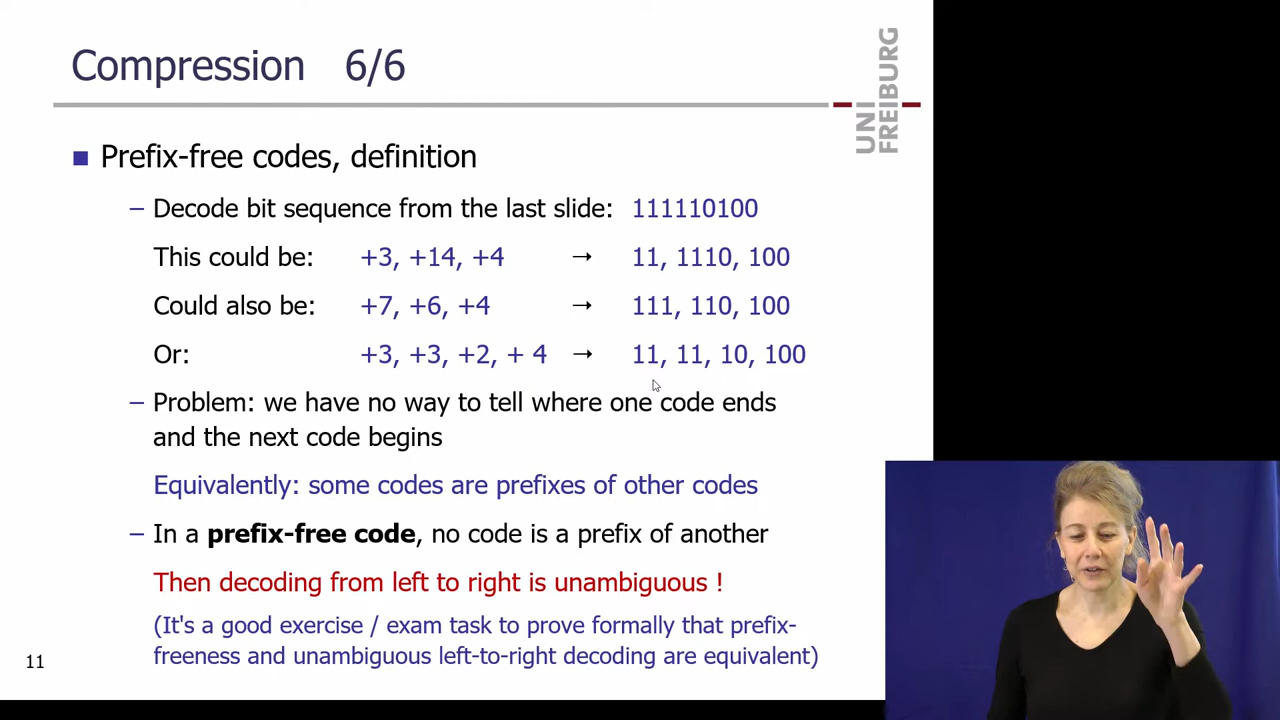 Compression 6/6
UNI
FREIBURG
■ Prefix-free codes, definition
– Decode bit sequence from the last slide: 111110100
This could be: +3, +14, +4 → 11, 1110, 100
Could also be: +7, +6, +4 → 111, 110, 100
Or: +3, +3, +2, + 4 → 11, 11, 10, 100
– Problem: we have no way to tell where one code ends
and the next code begins
Equivalently: some codes are prefixes of other codes
– In a prefix-free code, no code is a prefix of another
Then decoding from left to right is unambiguous !
(It's a good exercise / exam task to prove formally that prefix-
freeness and unambiguous left-to-right decoding are equivalent)
11